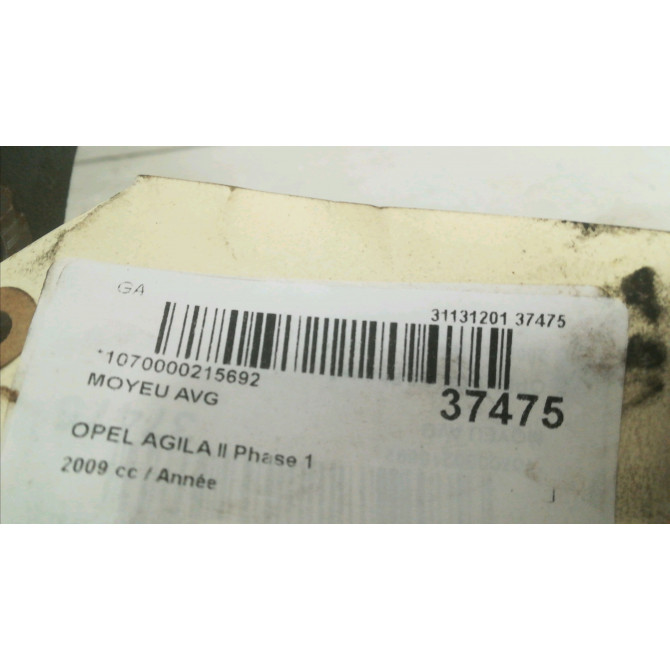 GA
31131201 37475
*1070000215692
MOYEU AVG
37475
OPEL AGILA II Phase 1
2009 cc / Année